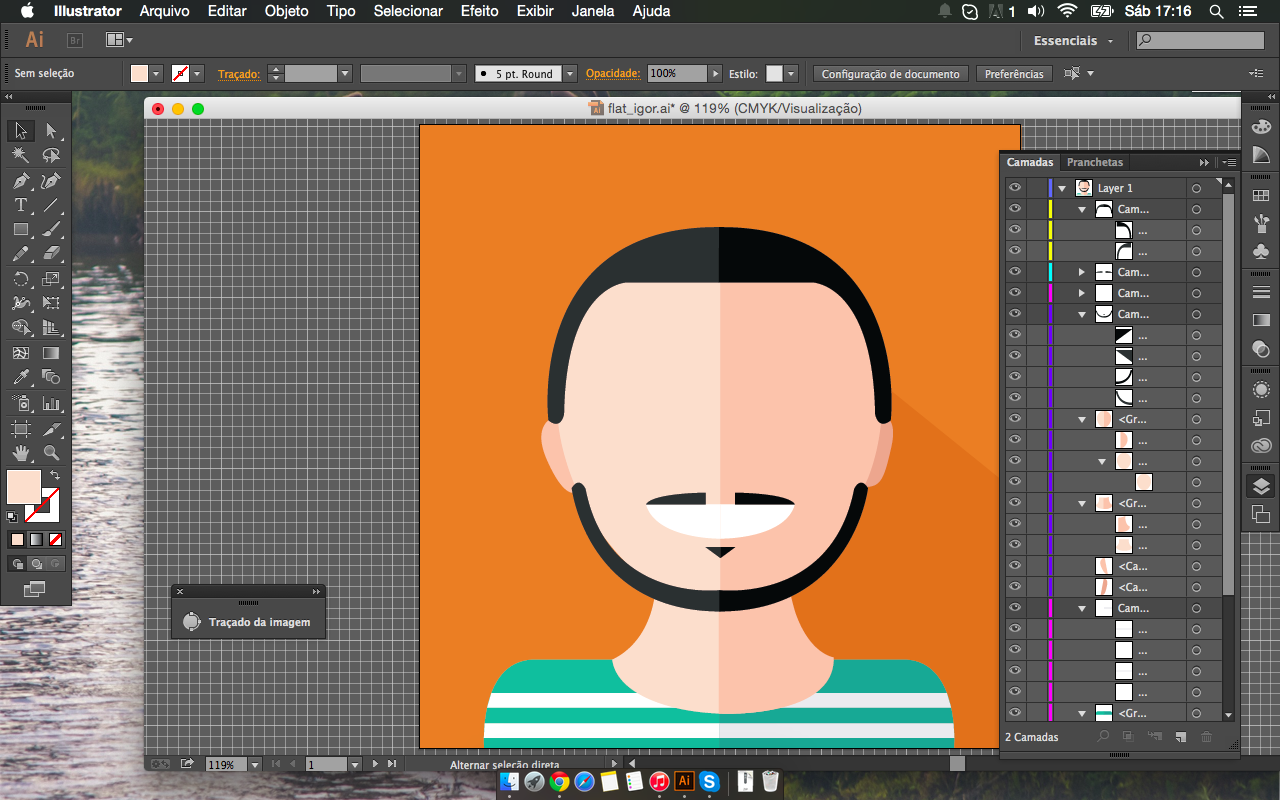 Illustrator Arquivo Editar Objeto Tipo Selecionar Efeito Exibir Janela Ajuda 1 Sáb 17:16
Ai Br Essenciais
Sem seleção Traçado: 5 pt. Round Opacidade: 100% Estilo: Configuração de documento Preferências
flat_igor.ai* @ 119% (CMYK/Visualização)
Camadas Pranchetas
Layer 1
Cam...
...
...
Cam...
Cam...
Cam...
...
...
...
...
<Gr...
...
...
<Gr...
...
...
<Ca...
<Ca...
Cam...
...
...
...
...
<Gr...
2 Camadas
Traçado da imagem
119% 1 Alternar seleção direta
Ai